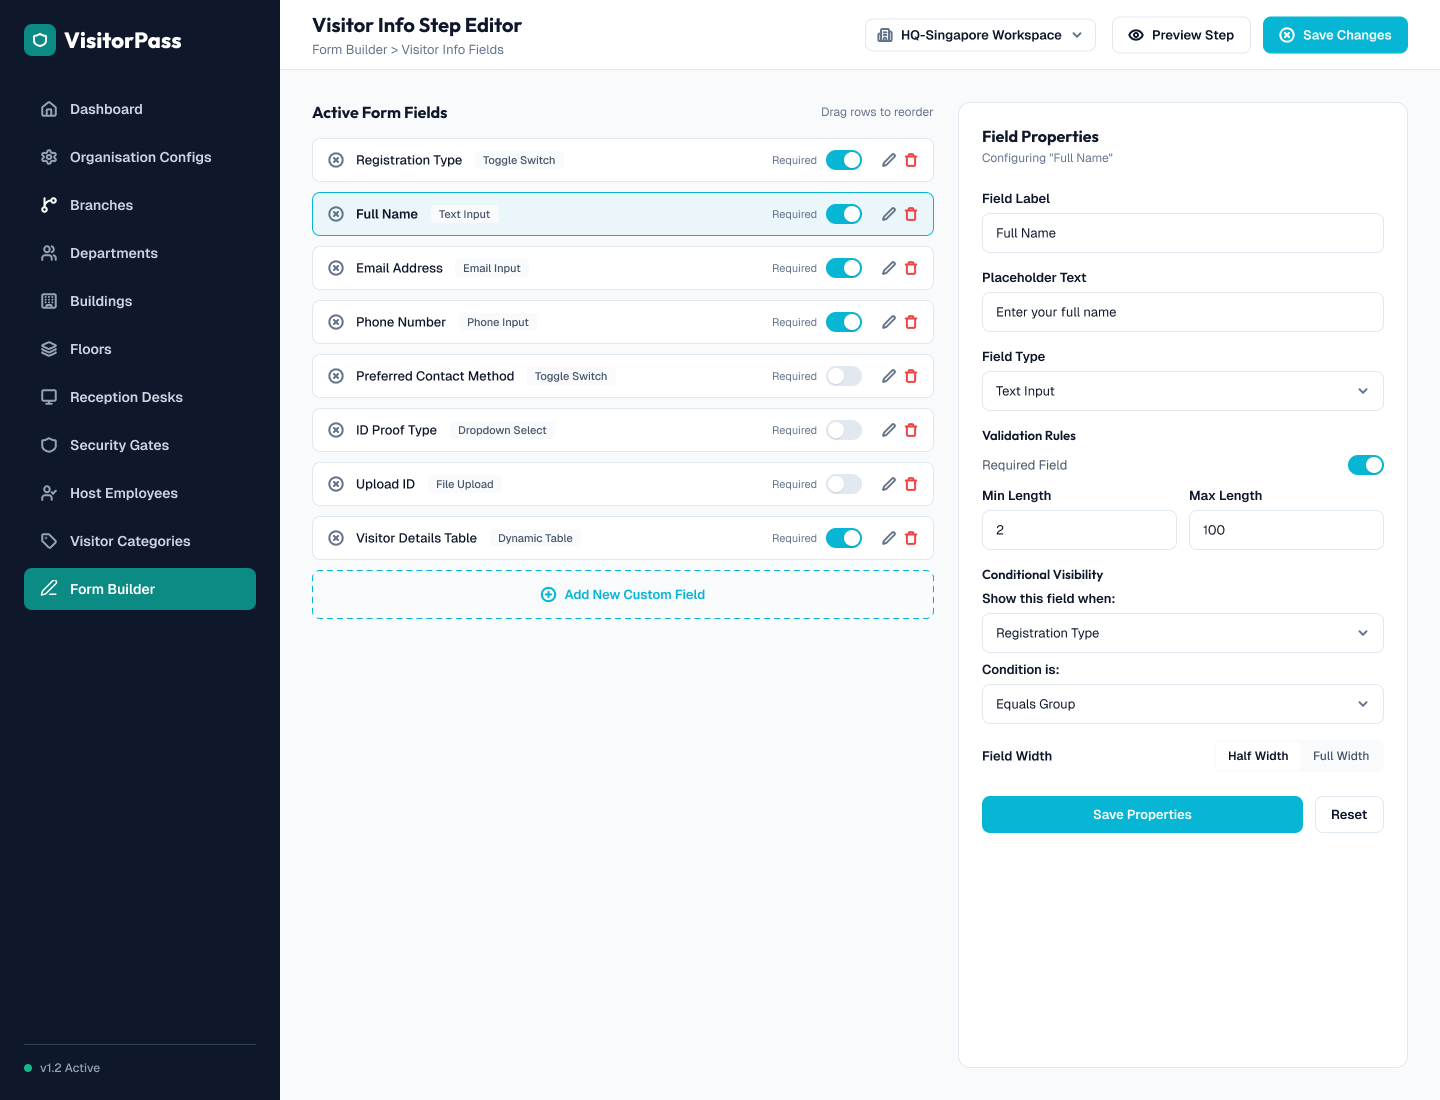 VisitorPass
Dashboard
Organisation Configs
Branches
Departments
Buildings
Floors
Reception Desks
Security Gates
Host Employees
Visitor Categories
Form Builder
v1.2 Active
Visitor Info Step Editor
Form Builder > Visitor Info Fields
HQ-Singapore Workspace
Preview Step
Save Changes
Active Form Fields
Drag rows to reorder
Registration Type Toggle Switch Required
Full Name Text Input Required
Email Address Email Input Required
Phone Number Phone Input Required
Preferred Contact Method Toggle Switch Required
ID Proof Type Dropdown Select Required
Upload ID File Upload Required
Visitor Details Table Dynamic Table Required
Add New Custom Field
Field Properties
Configuring "Full Name"
Field Label
Full Name
Placeholder Text
Enter your full name
Field Type
Text Input
Validation Rules
Required Field
Min Length Max Length
2 100
Conditional Visibility
Show this field when:
Registration Type
Condition is:
Equals Group
Field Width Half Width Full Width
Save Properties Reset